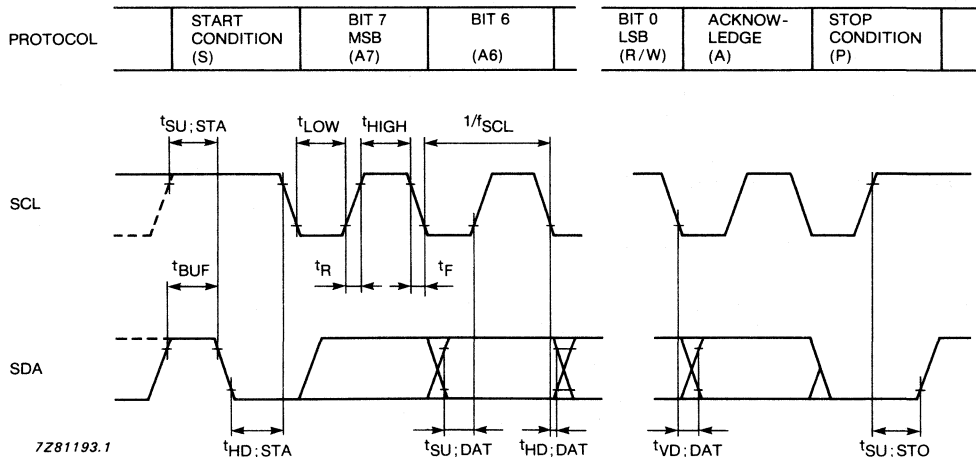 PROTOCOL
START
CONDITION
(S)
BIT 7
MSB
(A7)
BIT 6
(A6)
BIT 0
LSB
(R/W)
ACKNOW-
LEDGE
(A)
STOP
CONDITION
(P)
tSU;STA
tLOW
tHIGH
1/fSCL
SCL
tBUF
tR
tF
SDA
7Z81193.1
tHD;STA
tSU;DAT
tHD;DAT
tVD;DAT
tSU;STO